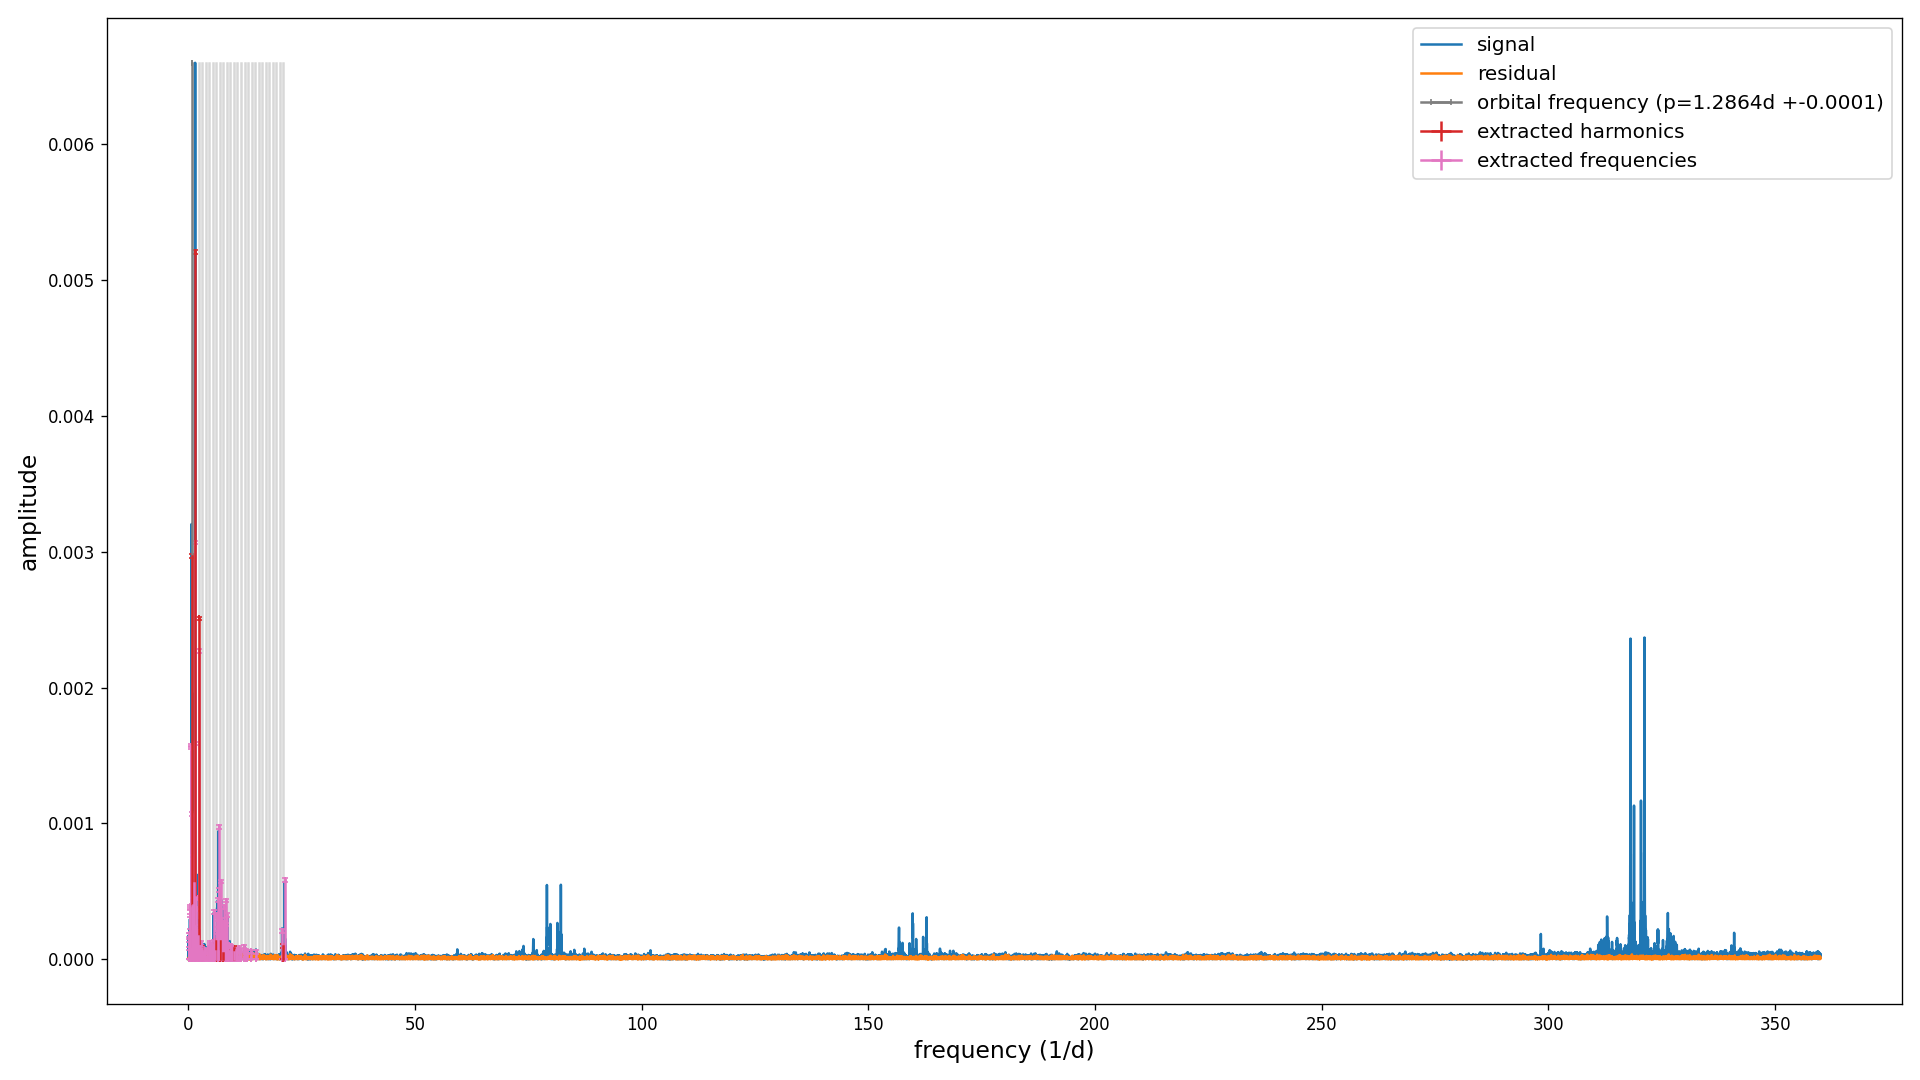 signal
residual
orbital frequency (p=1.2864d +-0.0001)
extracted harmonics
extracted frequencies
0.006
0.005
0.004
0.003
0.002
0.001
0.000
amplitude
0 50 100 150 200 250 300 350
frequency (1/d)